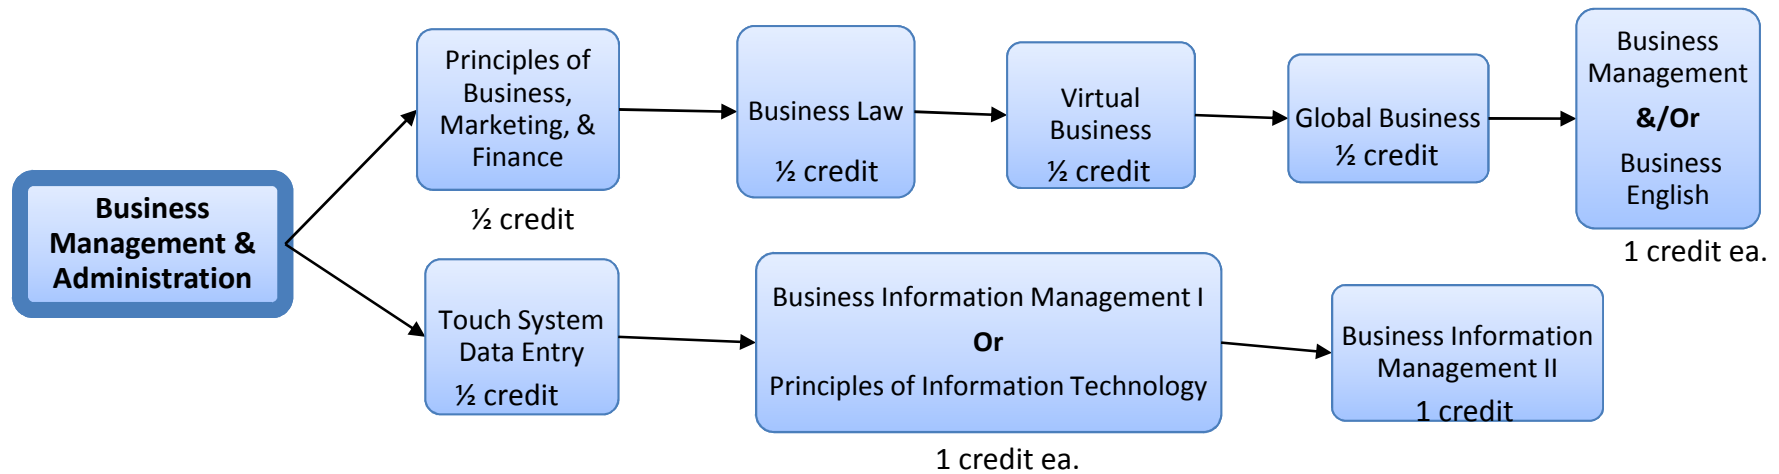 Business
Management &
Administration
Principles of
Business,
Marketing, &
Finance
½ credit
Business Law
½ credit
Virtual
Business
½ credit
Global Business
½ credit
Business
Management
&/Or
Business
English
1 credit ea.
Touch System
Data Entry
½ credit
Business Information Management I
Or
Principles of Information Technology
1 credit ea.
Business Information
Management II
1 credit